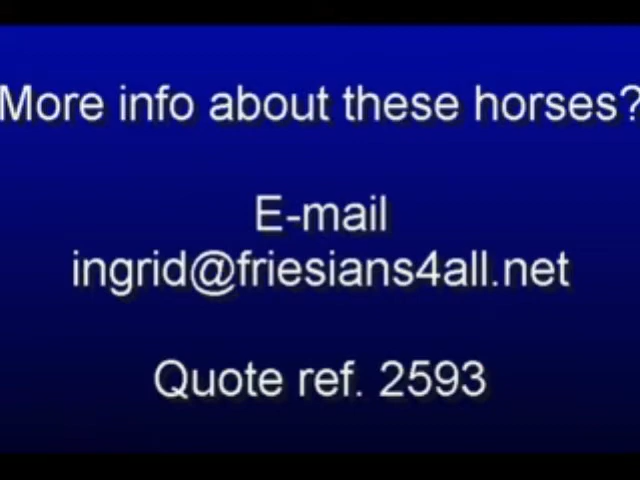 More info about these horses?
E-mail
ingrid@friesians4all.net
Quote ref. 2593